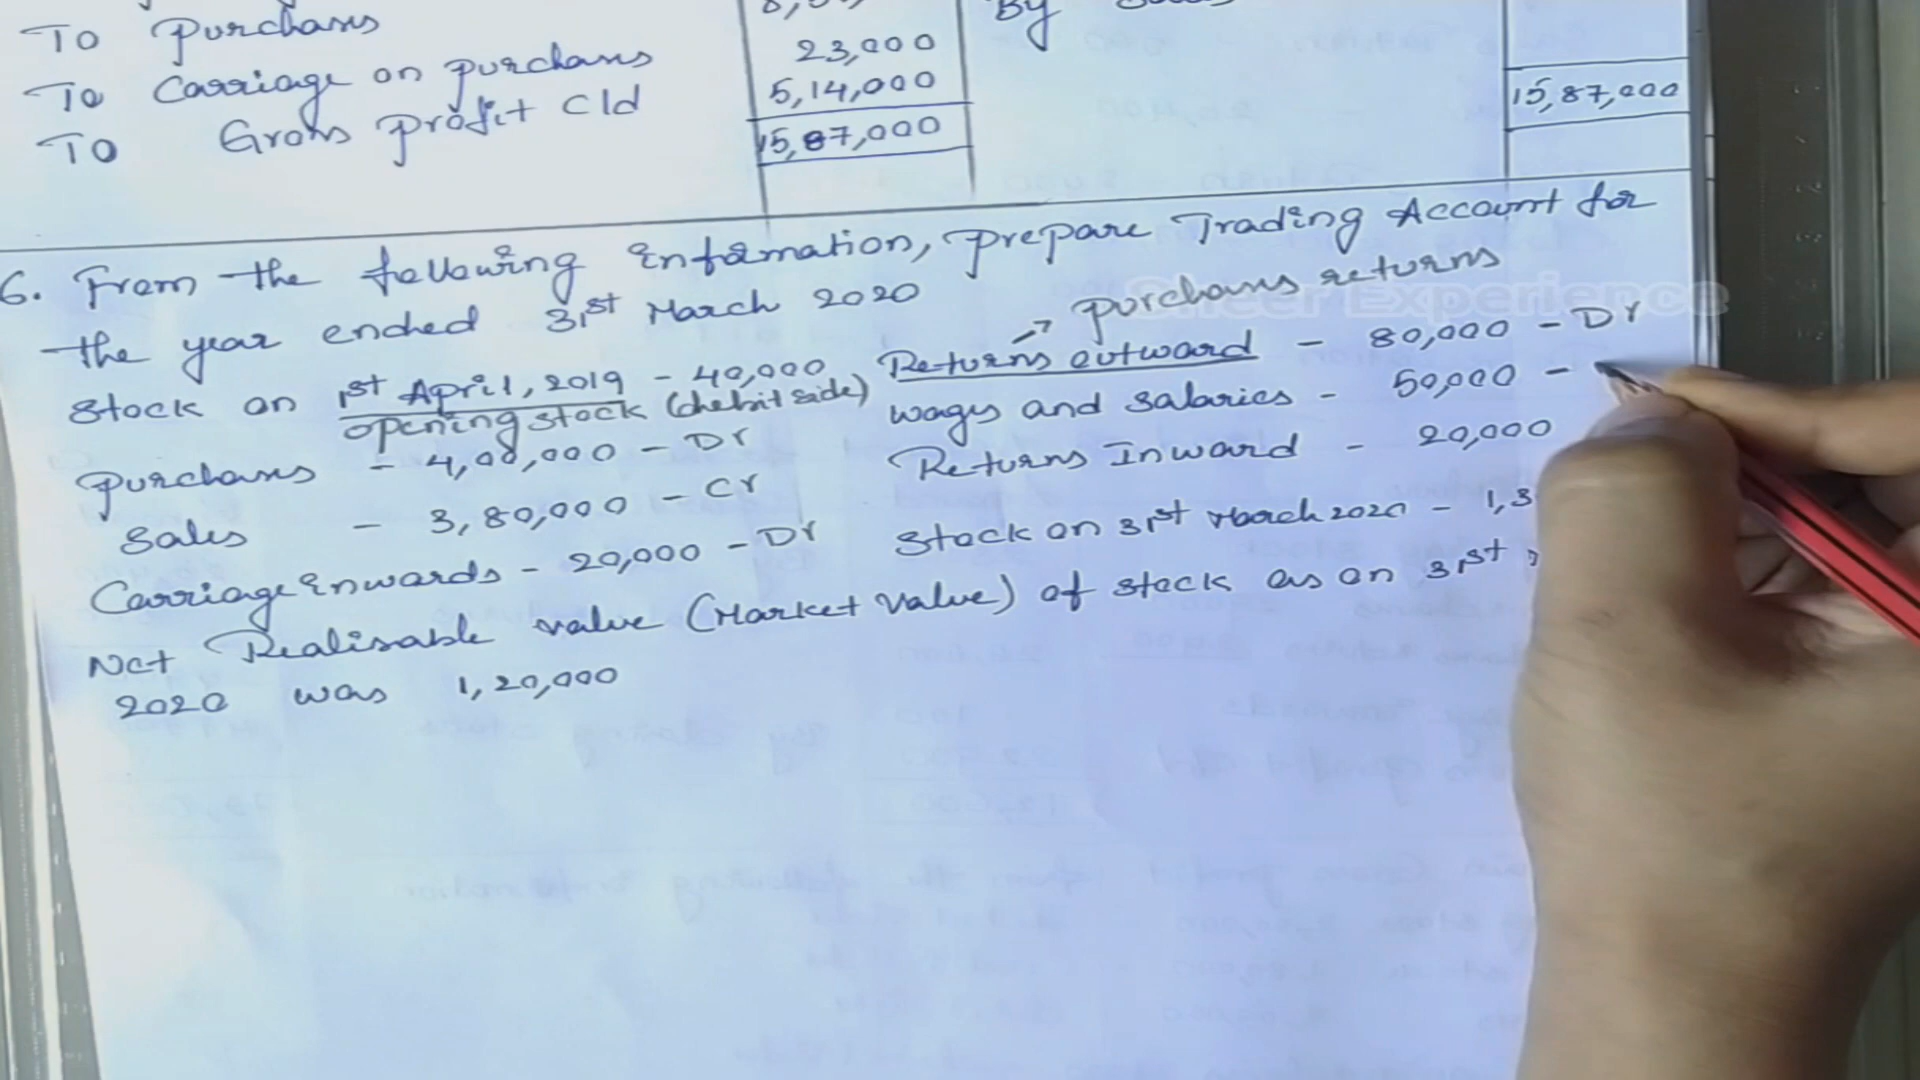 To purchases
To Carriage on purchases 23,000
To Gross profit c/d 5,14,000
15,87,000 15,87,000
By
6. From the following information, prepare Trading Account for
the year ended 31st March 2020
→ purchases returns
Cheer Experience
Stock on 1st April, 2019 - 40,000
opening stock (debit side)
Returns outward - 80,000 - Dr
Purchases - 4,00,000 - Dr
wages and salaries - 50,000 -
Sales - 3,80,000 - Cr
Returns Inward - 20,000
Carriage inwards - 20,000 - Dr
Stock on 31st March 2020 - 1,3
Net Realisable value (Market value) of stock as on 31st
2020 was 1,20,000